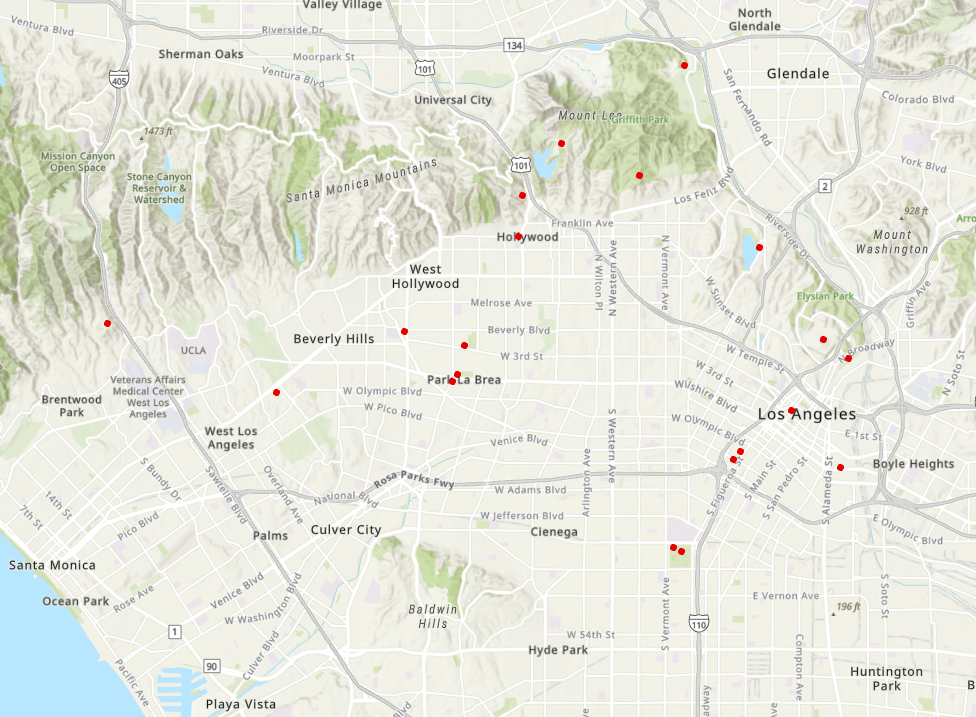 Valley Village
North
Glendale
Ventura Blvd
Riverside Dr
134
Sherman Oaks
Moorpark St
101
Glendale
405
Ventura Blvd
Universal City
San Fernando Rd
Colorado Blvd
Mount Lee
Griffith Park
1473 ft
Mission Canyon
Open Space
101
York Blvd
Santa Monica Mountains
Stone Canyon
Reservoir &
Watershed
2
Los Feliz Blvd
928 ft
Arro
Franklin Ave
Riverside Dr
Mount
Washington
Hollywood
N Wilton Pl
N Western Ave
N Vermont Ave
West
Hollywood
W Sunset Blvd
Elysian Park
Griffin Ave
Melrose Ave
Beverly Blvd
Beverly Hills
UCLA
W 3rd St
W Temple St
N Broadway
N Soto St
Park La Brea
W 3rd St
Veterans Affairs
Medical Center
West Los
Angeles
W Olympic Blvd
Wilshire Blvd
Brentwood
Park
W Pico Blvd
Los Angeles
W Olympic Blvd
West Los
Angeles
S Western Ave
Venice Blvd
E 1st St
Boyle Heights
S Bundy Dr
Sawtelle Blvd
Overland Ave
Rosa Parks Fwy
Arlington Ave
S Figueroa St
S Main St
S San Pedro St
S Alameda St
14th St
National Blvd
W Adams Blvd
7th St
Pico Blvd
Palms
Culver City
W Jefferson Blvd
Cienega
E Olympic Blvd
Santa Monica
Ocean Park
Rose Ave
Venice Blvd
W Washington Blvd
Baldwin
Hills
S Vermont Ave
E Vernon Ave
196 ft
S Soto St
1
W 54th St
110
Culver Blvd
Hyde Park
Compton Ave
Pacific Ave
90
Huntington
Park
Playa Vista
B